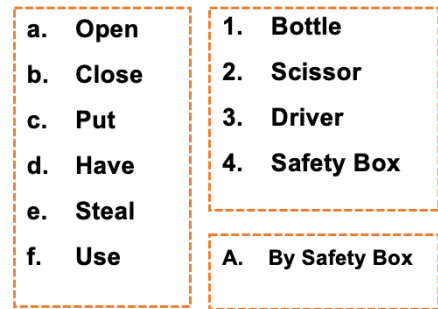 a. Open
b. Close
c. Put
d. Have
e. Steal
f. Use
1. Bottle
2. Scissor
3. Driver
4. Safety Box
A. By Safety Box